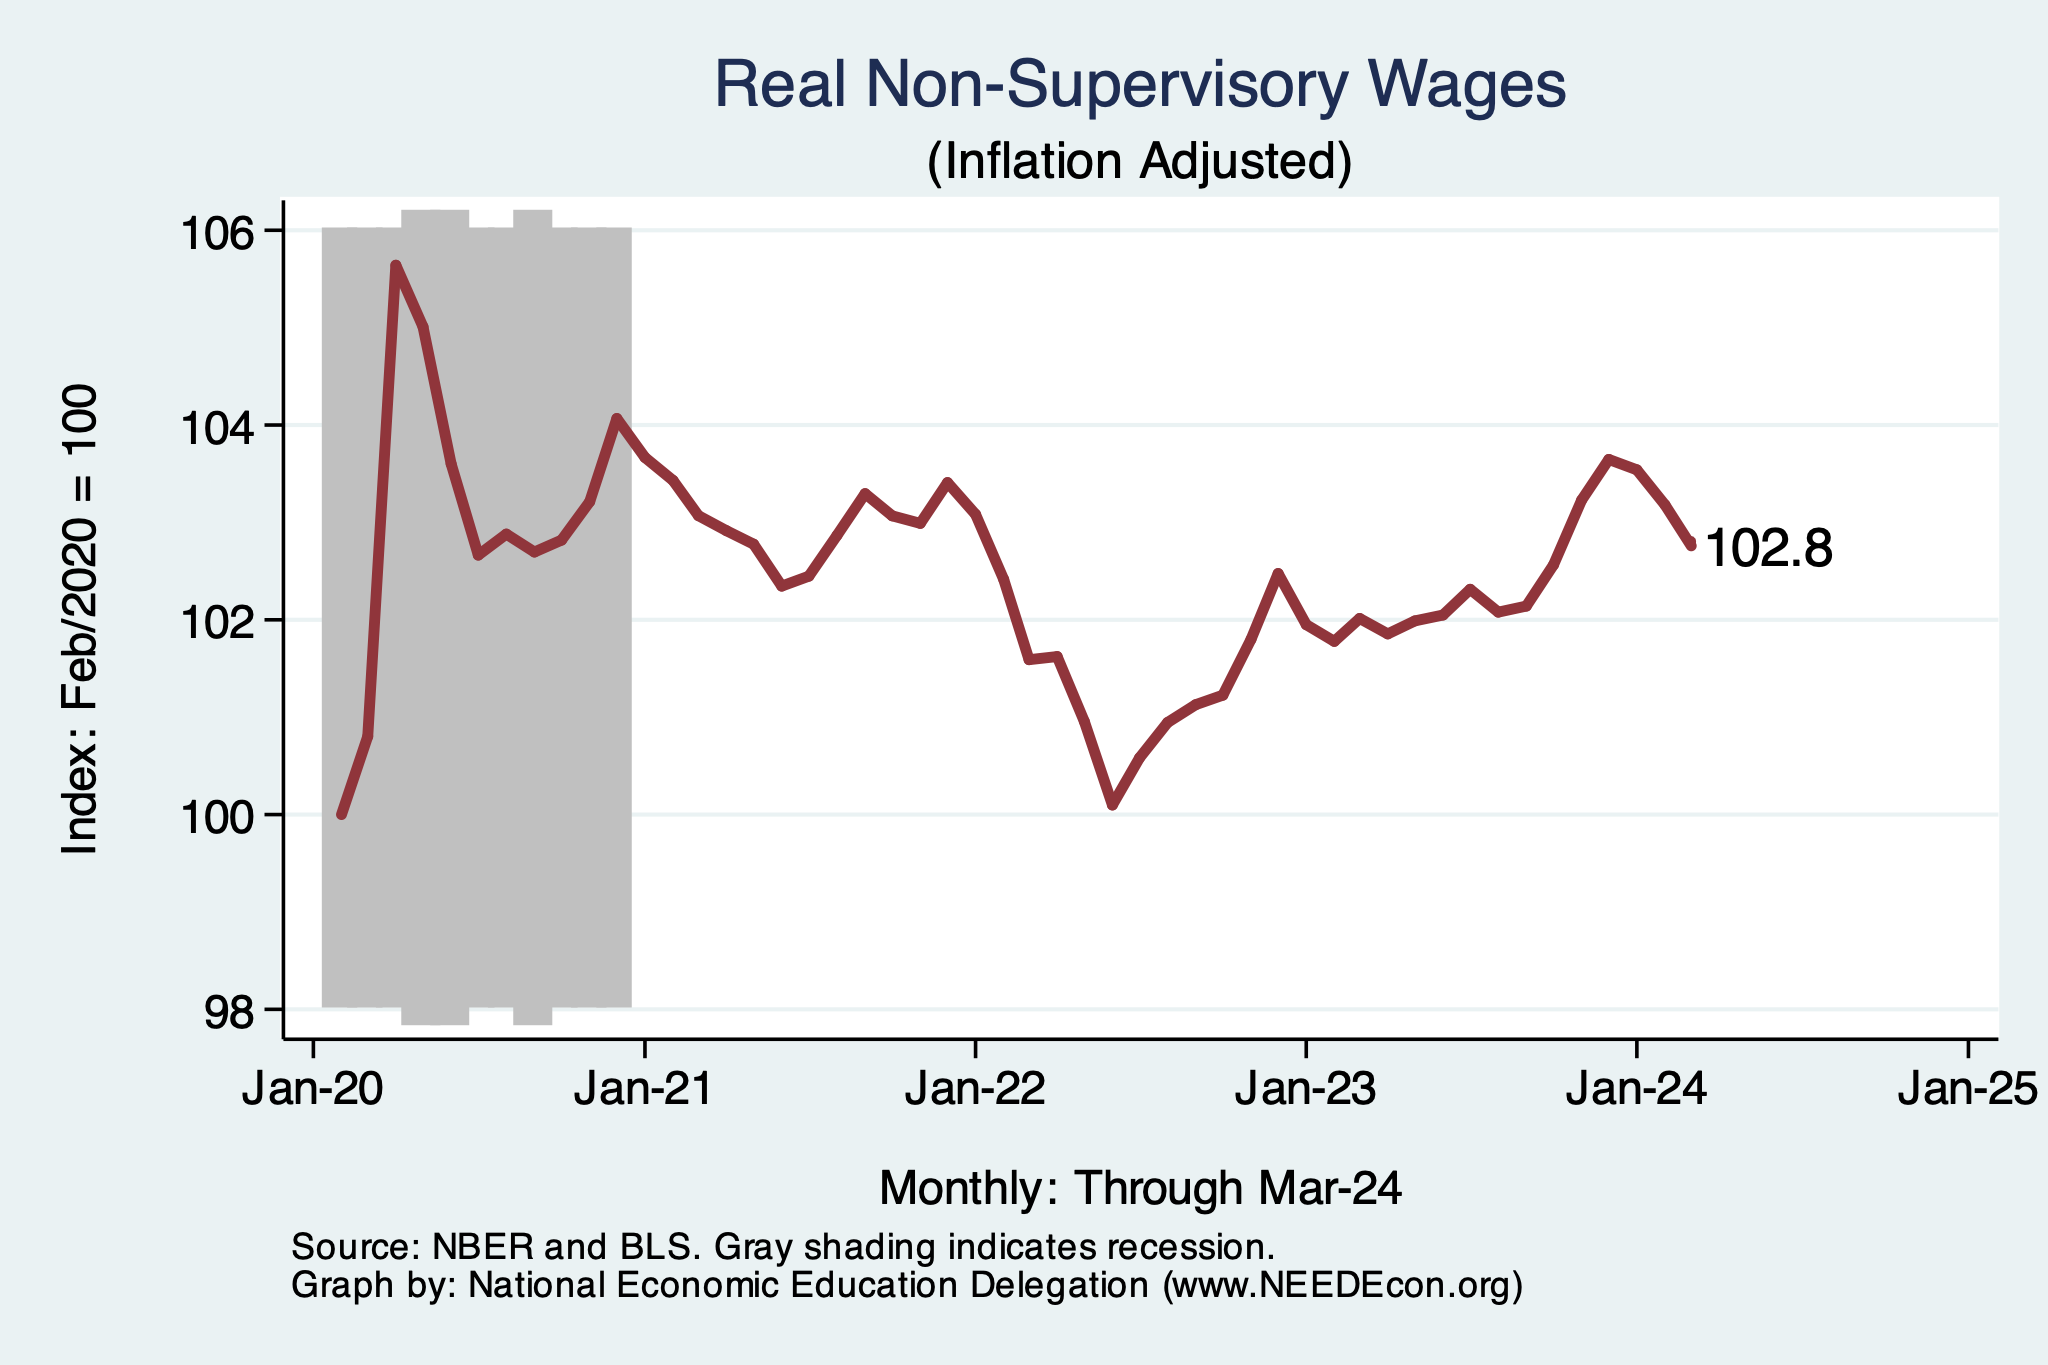 Real Non-Supervisory Wages
(Inflation Adjusted)
Index: Feb/2020 = 100
106
104
102
100
98
102.8
Jan-20 Jan-21 Jan-22 Jan-23 Jan-24 Jan-25
Monthly: Through Mar-24
Source: NBER and BLS. Gray shading indicates recession.
Graph by: National Economic Education Delegation (www.NEEDEcon.org)